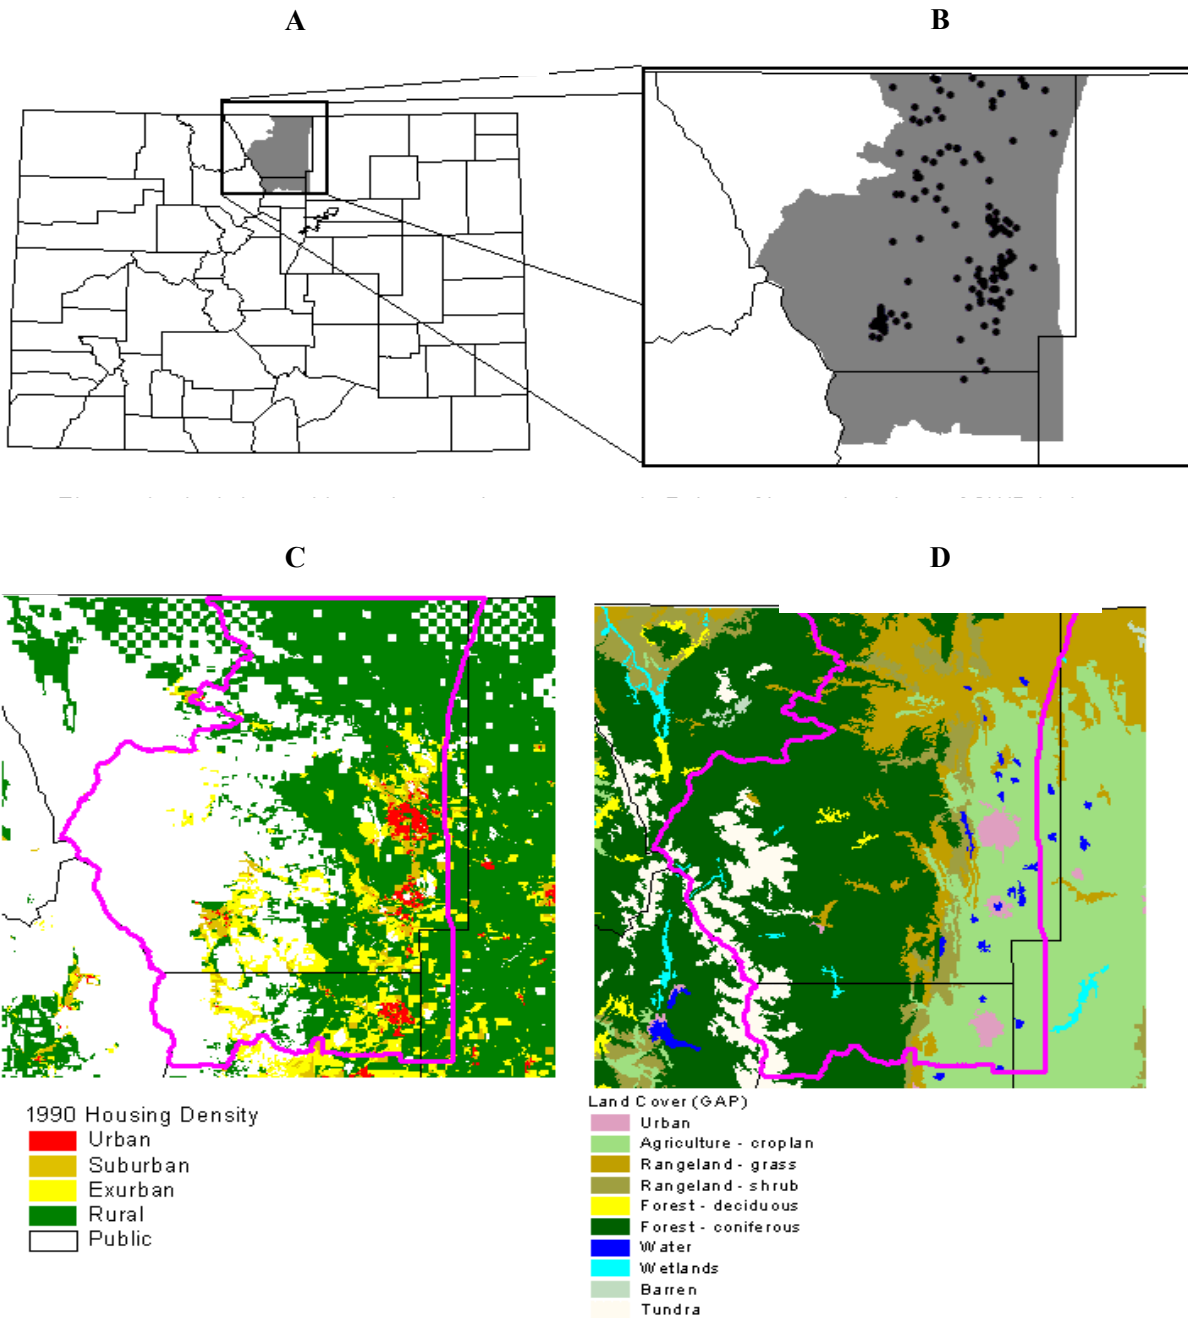 A
B
C
D
1990 Housing Density
Urban
Suburban
Exurban
Rural
Public
Land Cover (GAP)
Urban
Agriculture - croplan
Rangeland - grass
Rangeland - shrub
Forest - deciduous
Forest - coniferous
Water
Wetlands
Barren
Tundra